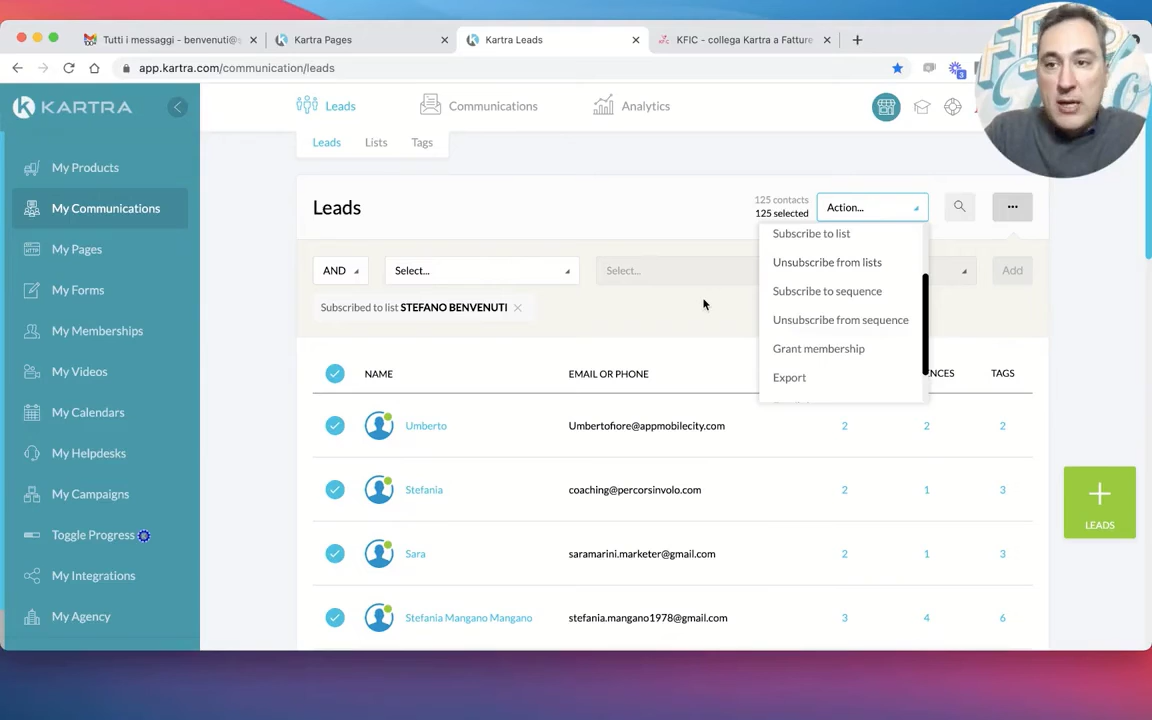 Tutti i messaggi - benvenuti@s
Kartra Pages
Kartra Leads
KFIC - collega Kartra a Fatture
app.kartra.com/communication/leads
3
KARTRA
Leads
Communications
Analytics
Leads
Lists
Tags
My Products
My Communications
My Pages
My Forms
My Memberships
My Videos
My Calendars
My Helpdesks
My Campaigns
Toggle Progress
My Integrations
My Agency
Leads
125 contacts
125 selected
Action...
...
AND
Select...
Select...
Add
Subscribed to list STEFANO BENVENUTI
Subscribe to list
Unsubscribe from lists
Subscribe to sequence
Unsubscribe from sequence
Grant membership
Export
NAME
EMAIL OR PHONE
NCES
TAGS
Umberto
Umbertofiore@appmobilecity.com
2
2
2
Stefania
coaching@percorsinvolo.com
2
1
3
Sara
saramarini.marketer@gmail.com
2
1
3
Stefania Mangano Mangano
stefania.mangano1978@gmail.com
3
4
6
LEADS